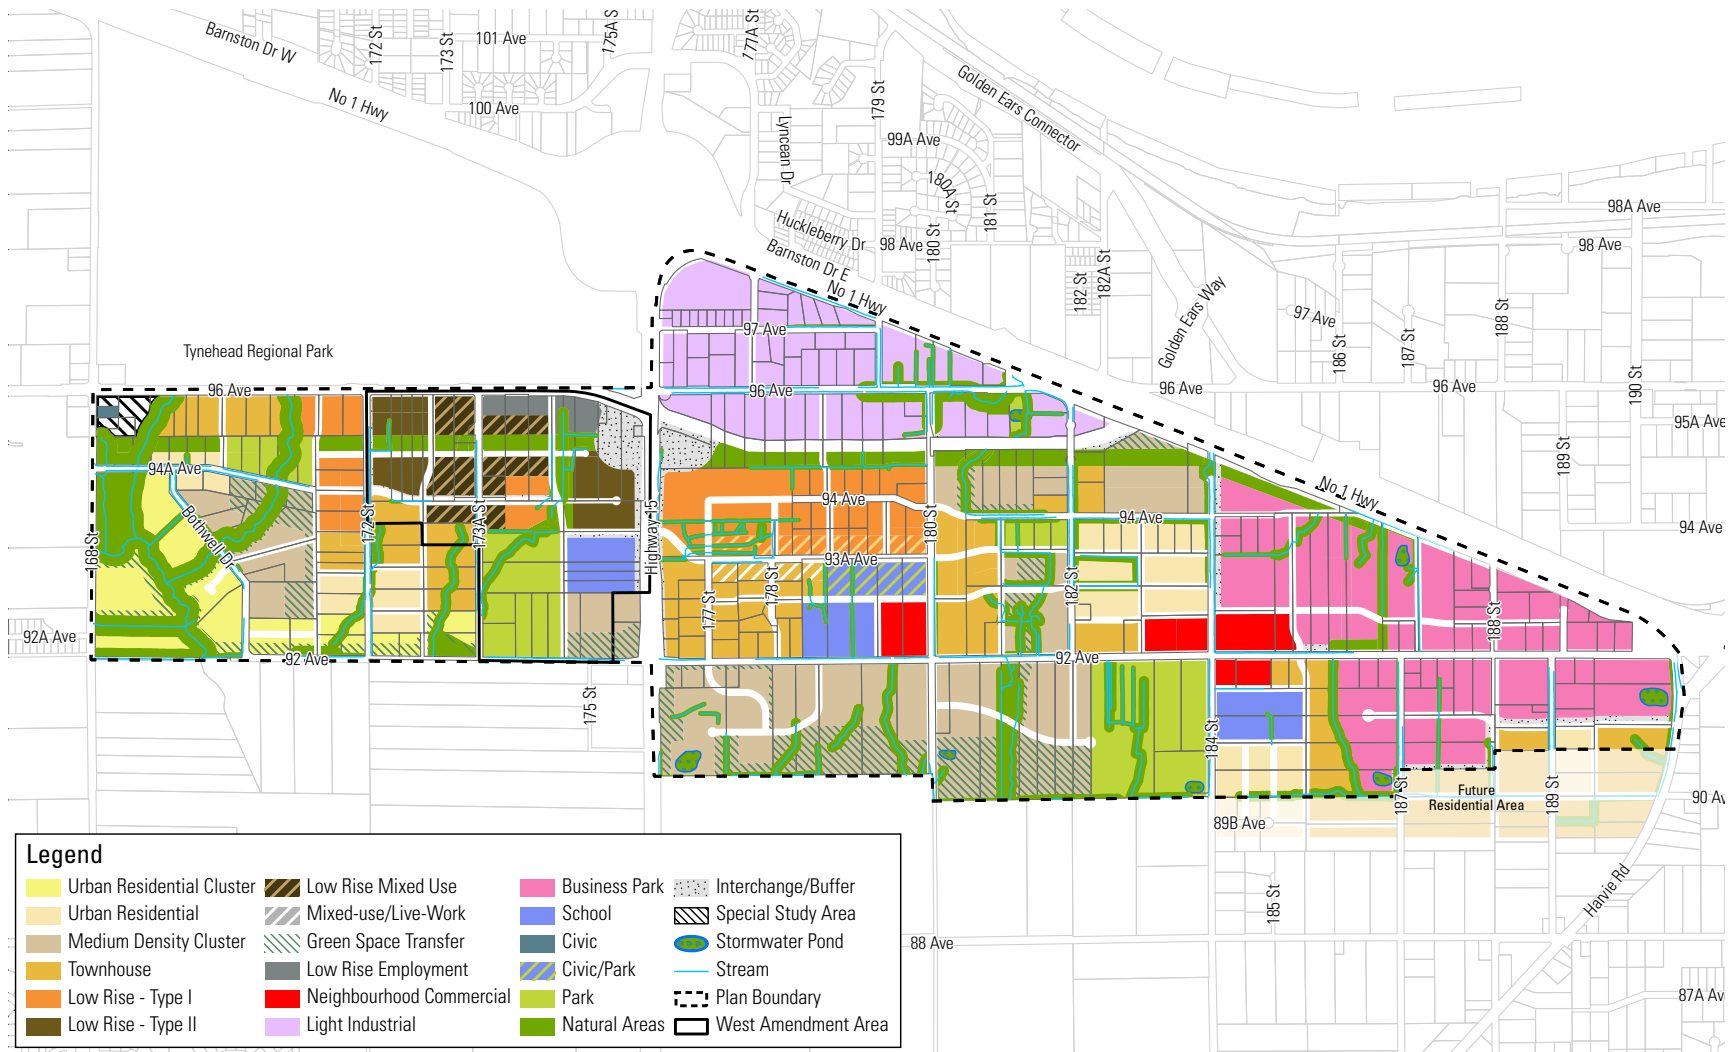 Barnston Dr W
172 St
173 St
101 Ave
175A S
177A St
No 1 Hwy
100 Ave
179 St
Golden Ears Connector
Lyncean Dr
99A Ave
180A St
181 St
Huckleberry Dr
98 Ave
180 St
98A Ave
98 Ave
Barnston Dr E
No 1 Hwy
182 St
182A St
Golden Ears Way
97 Ave
97 Ave
186 St
187 St
188 St
Tynehead Regional Park
96 Ave
96 Ave
96 Ave
96 Ave
190 St
95A Ave
94A Ave
189 St
No 1 Hwy
94 Ave
94 Ave
94 Ave
Bothwell Dr
172 St
173A St
Highway 15
180 St
168 St
93A Ave
178 St
177 St
182 St
188 St
92A Ave
92 Ave
92 Ave
175 St
184 St
187 St
189 St
Future
Residential Area
90 Av
89B Ave
185 St
Harvie Rd
88 Ave
87A Av
Legend
Urban Residential Cluster
Urban Residential
Medium Density Cluster
Townhouse
Low Rise - Type I
Low Rise - Type II
Low Rise Mixed Use
Mixed-use/Live-Work
Green Space Transfer
Low Rise Employment
Neighbourhood Commercial
Light Industrial
Business Park
School
Civic
Civic/Park
Park
Natural Areas
Interchange/Buffer
Special Study Area
Stormwater Pond
Stream
Plan Boundary
West Amendment Area